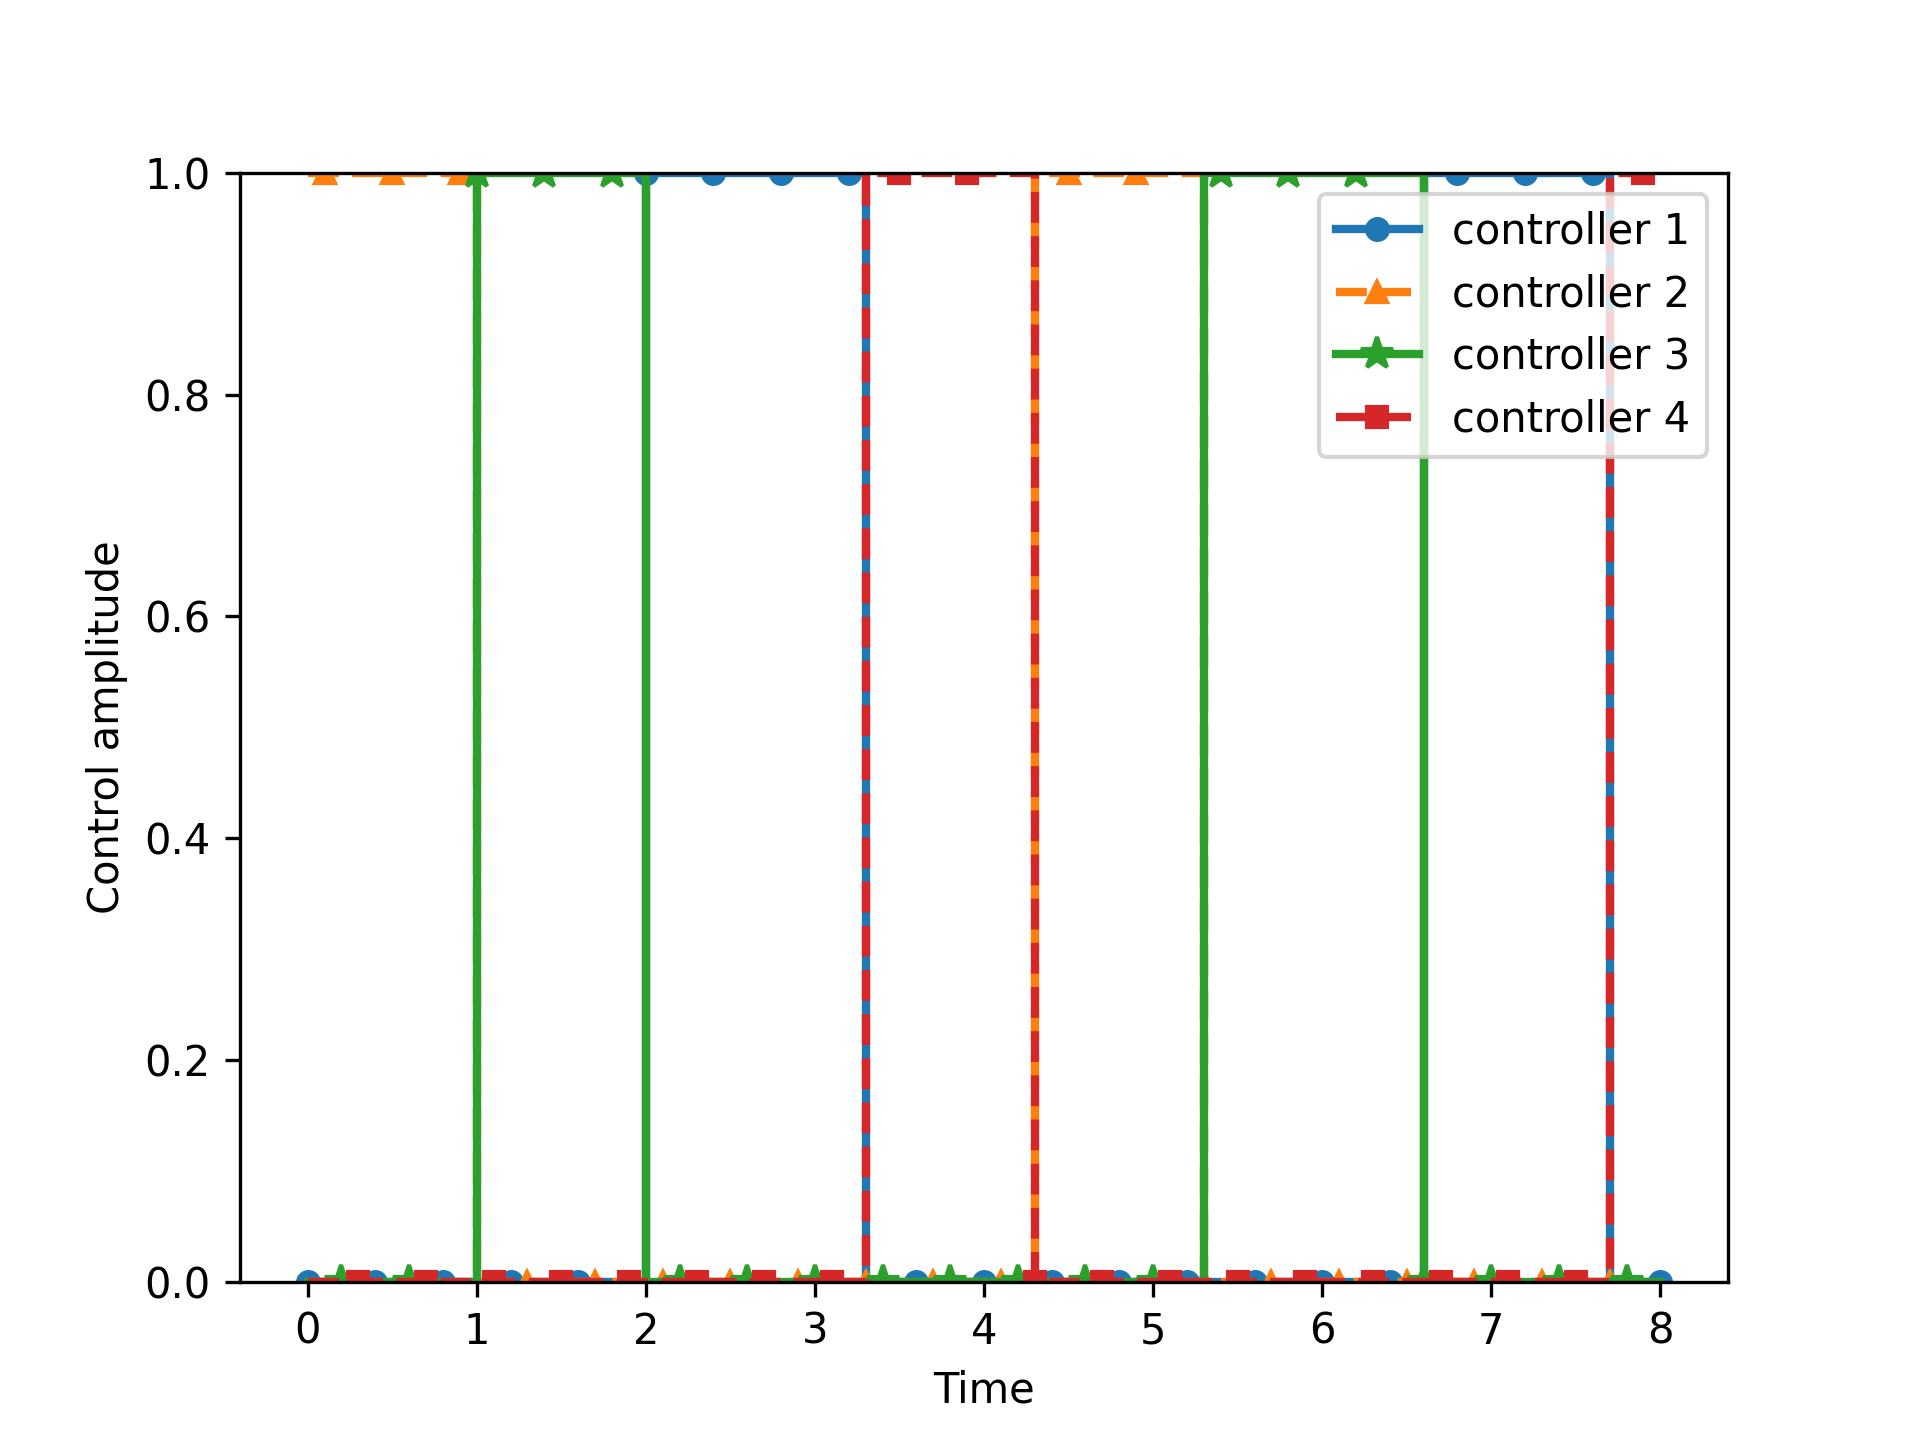 1.0
0.8
0.6
0.4
0.2
0.0
Control amplitude
controller 1
controller 2
controller 3
controller 4
0 1 2 3 4 5 6 7 8
Time